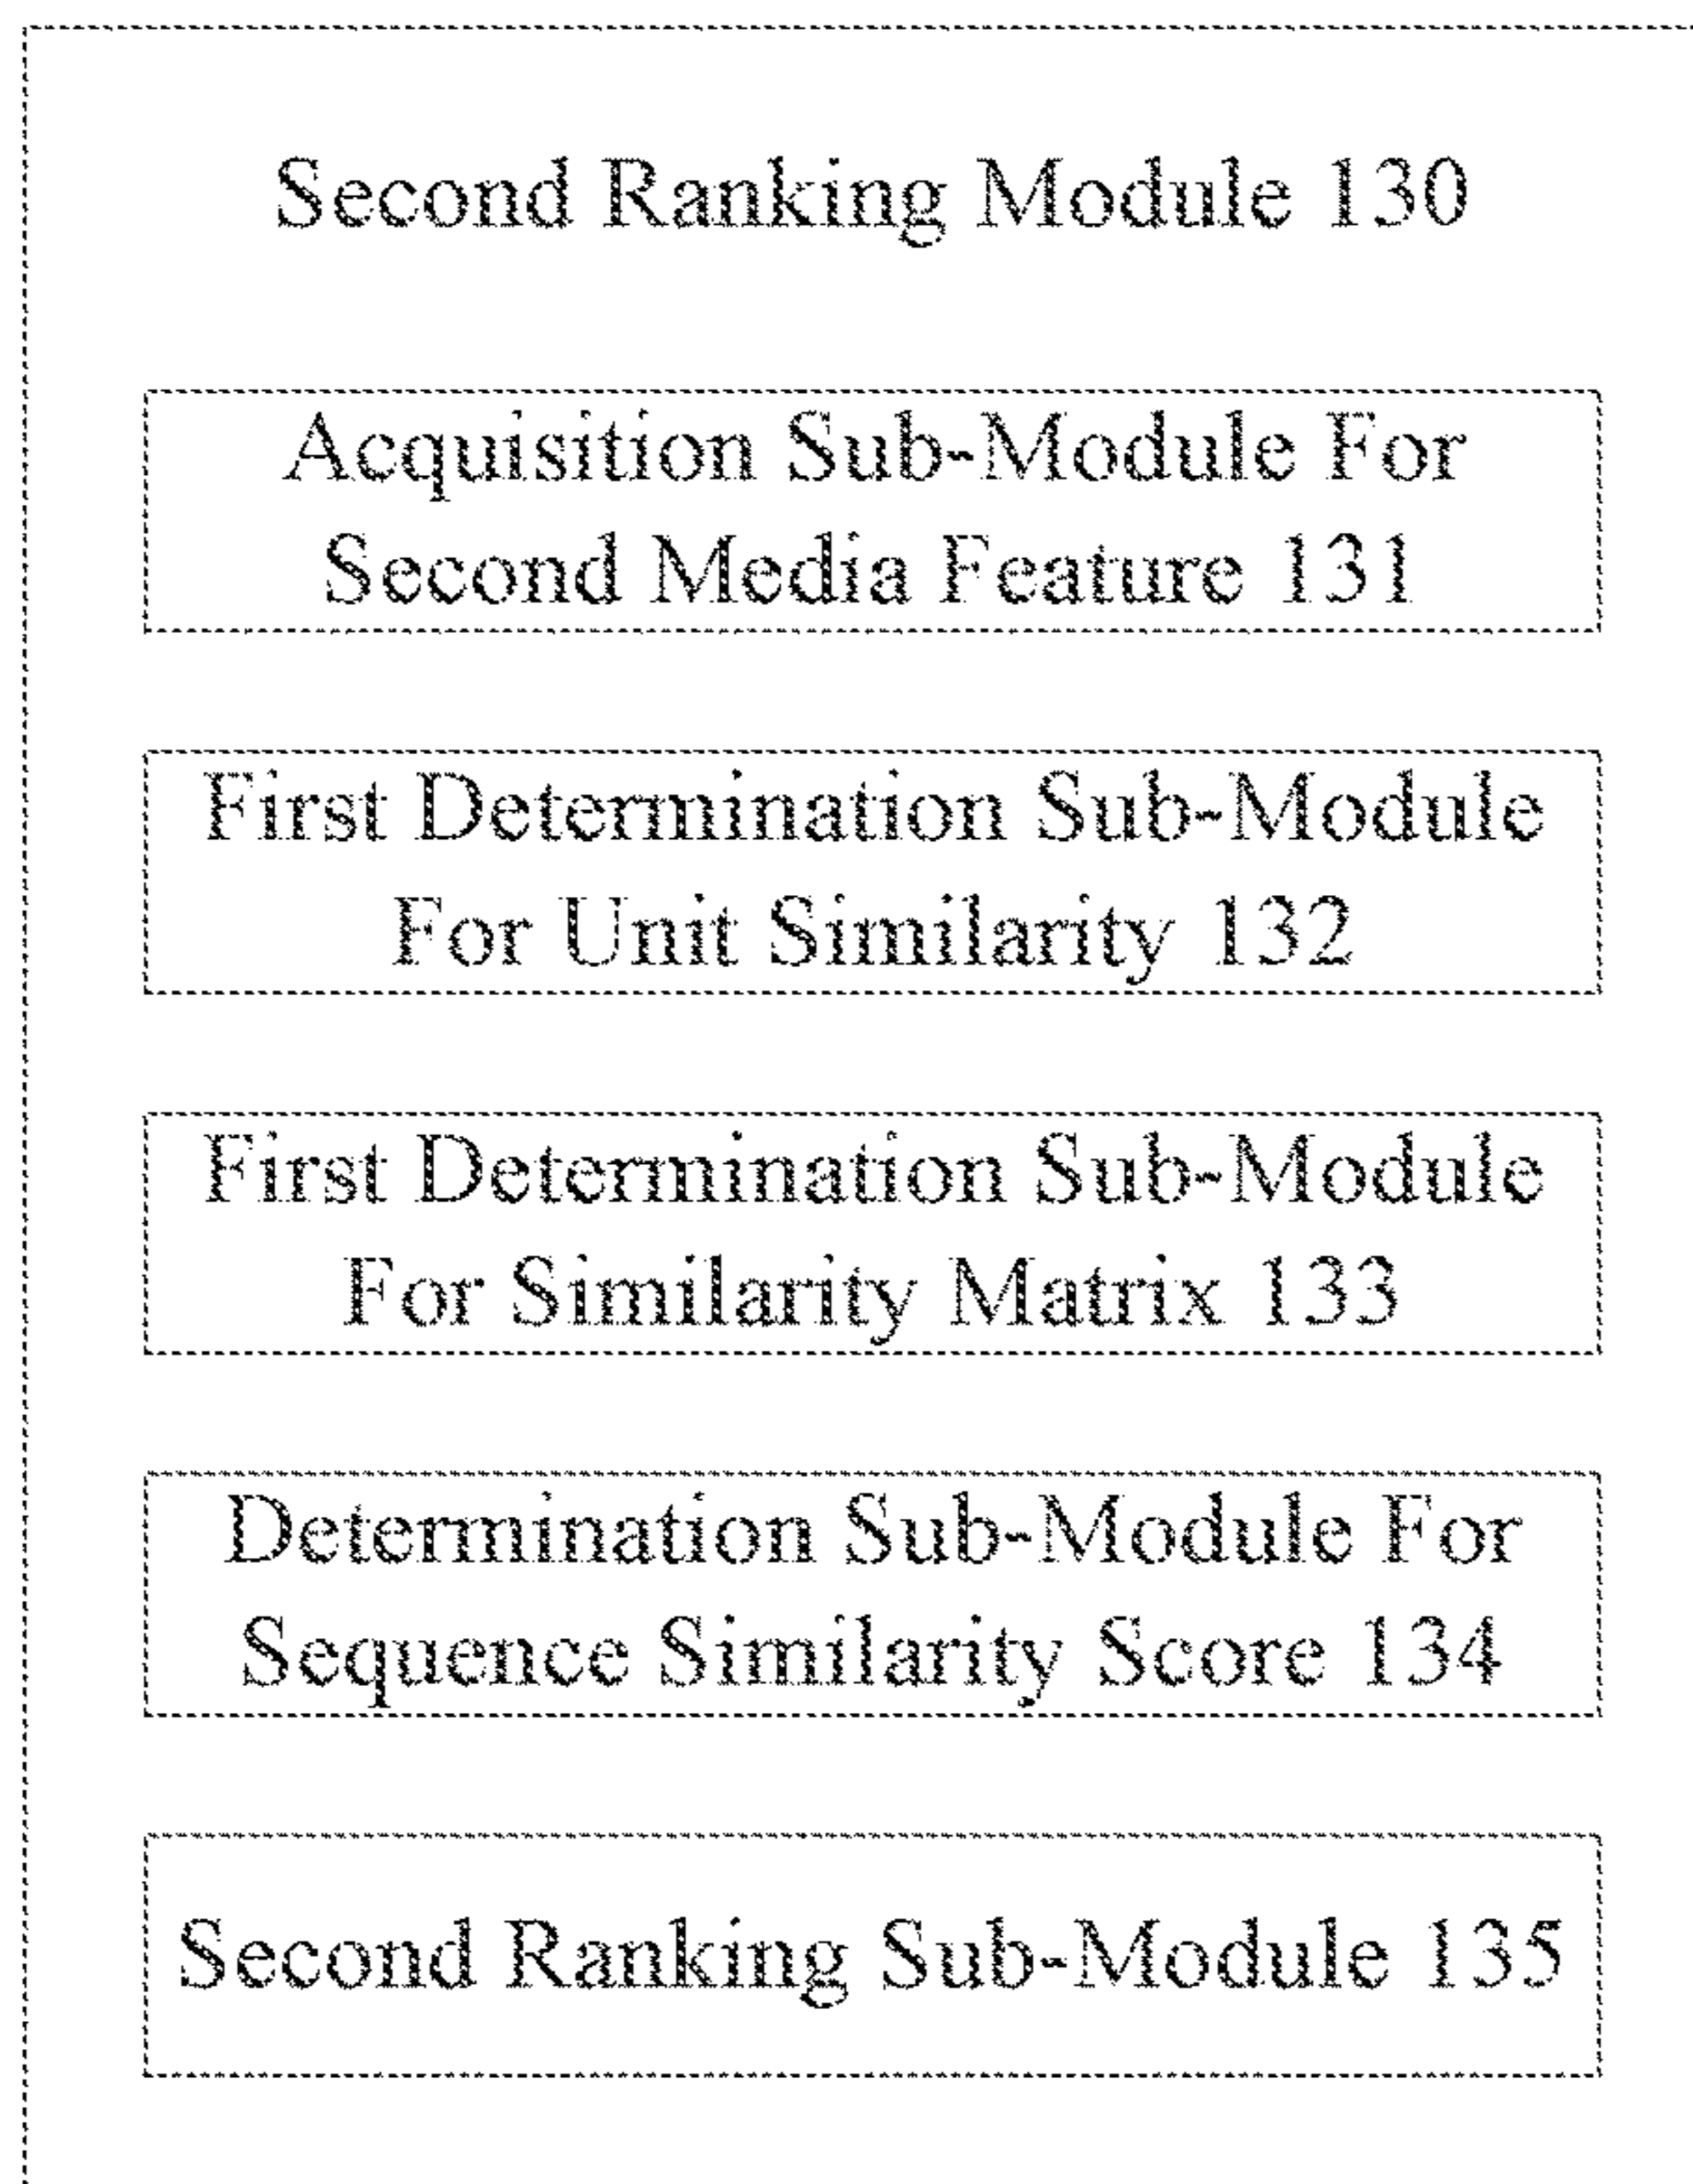 Second Ranking Module 130
Acquisition Sub-Module For
Second Media Feature 131
First Determination Sub-Module
For Unit Similarity 132
First Determination Sub-Module
For Similarity Matrix 133
Determination Sub-Module For
Sequence Similarity Score 134
Second Ranking Sub-Module 135